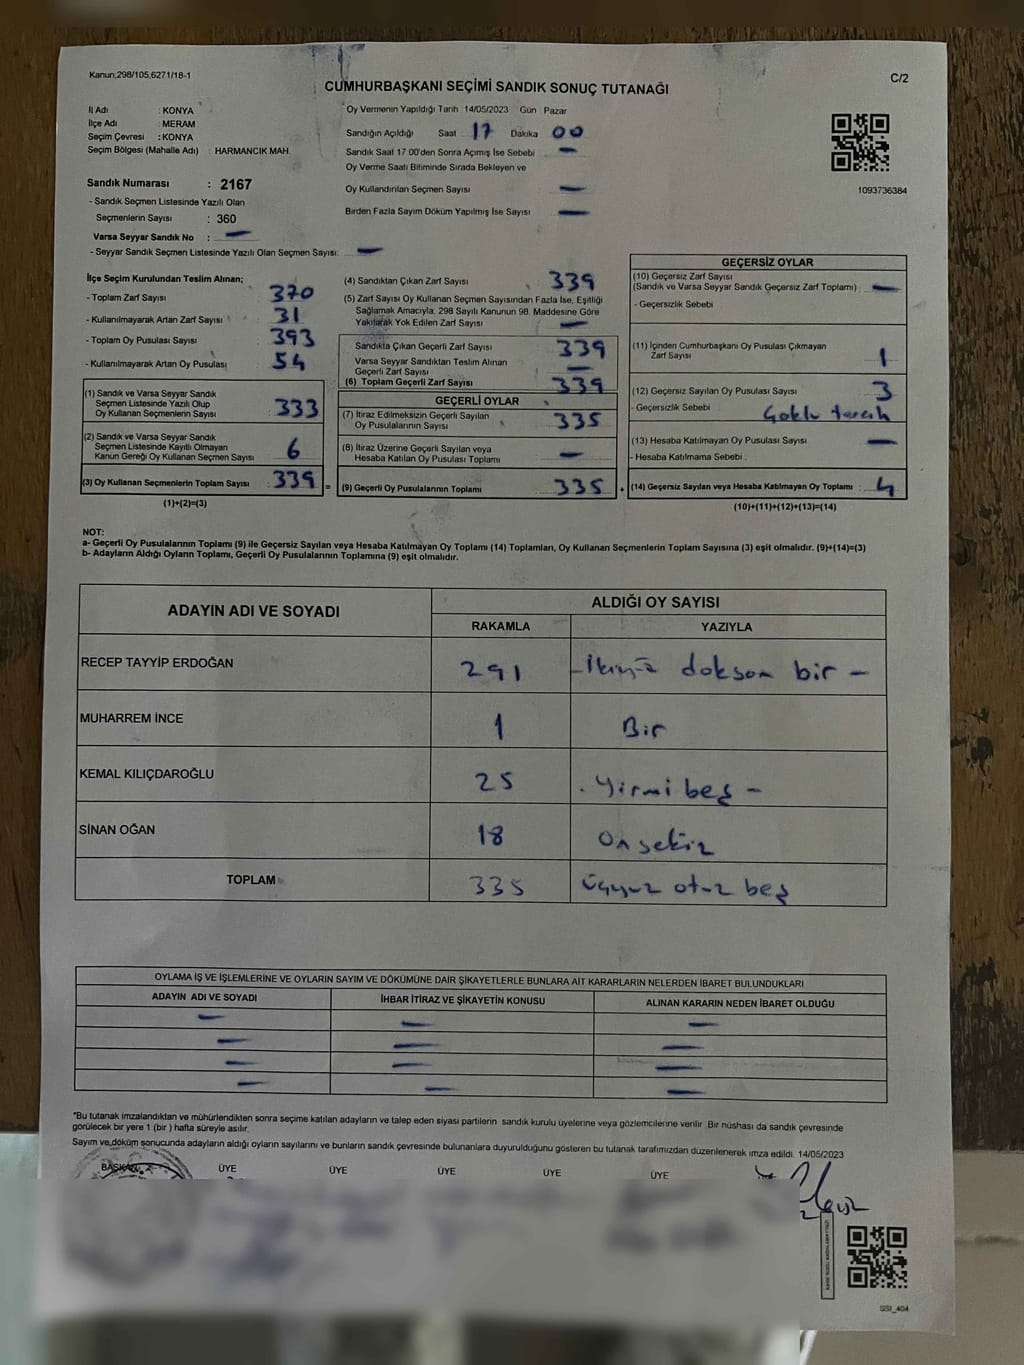 Kanun;298/105,6271/18-1
C/2
CUMHURBAŞKANI SEÇİMİ SANDIK SONUÇ TUTANAĞI
İl Adı : KONYA
İlçe Adı : MERAM
Seçim Çevresi : KONYA
Seçim Bölgesi (Mahalle Adı) : HARMANCIK MAH.
Oy Vermenin Yapıldığı Tarih :14/05/2023 Gün Pazar
Sandığın Açıldığı Saat 17 Dakika 00
Sandık Saat 17 00'den Sonra Açılmış İse Sebebi —
Oy Verme Saati Bitiminde Sırada Bekleyen ve
Oy Kullandırılan Seçmen Sayısı —
Birden Fazla Sayım Döküm Yapılmış İse Sayısı —
1093736384
Sandık Numarası : 2167
- Sandık Seçmen Listesinde Yazılı Olan
Seçmenlerin Sayısı : 360
Varsa Seyyar Sandık No : —
- Seyyar Sandık Seçmen Listesinde Yazılı Olan Seçmen Sayısı: —
İlçe Seçim Kurulundan Teslim Alınan;
- Toplam Zarf Sayısı : 370
- Kullanılmayarak Artan Zarf Sayısı : 31
- Toplam Oy Pusulası Sayısı : 393
- Kullanılmayarak Artan Oy Pusulası : 54
(1) Sandık ve Varsa Seyyar Sandık
Seçmen Listesinde Yazılı Olup
Oy Kullanan Seçmenlerin Sayısı : 333
(2) Sandık ve Varsa Seyyar Sandık
Seçmen Listesinde Kayıtlı Olmayan
Kanun Gereği Oy Kullanan Seçmen Sayısı : 6
(3) Oy Kullanan Seçmenlerin Toplam Sayısı : 339
(1)+(2)=(3)
=
(4) Sandıktan Çıkan Zarf Sayısı 339
(5) Zarf Sayısı Oy Kullanan Seçmen Sayısından Fazla İse, Eşitliği
Sağlamak Amacıyla; 298 Sayılı Kanunun 98. Maddesine Göre
Yakılarak Yok Edilen Zarf Sayısı —
Sandıkta Çıkan Geçerli Zarf Sayısı 339
Varsa Seyyar Sandıktan Teslim Alınan
Geçerli Zarf Sayısı —
(6) Toplam Geçerli Zarf Sayısı 339
GEÇERLİ OYLAR
(7) İtiraz Edilmeksizin Geçerli Sayılan
Oy Pusulalarının Sayısı : 335
(8) İtiraz Üzerine Geçerli Sayılan veya
Hesaba Katılan Oy Pusulası Toplamı —
(9) Geçerli Oy Pusulalarının Toplamı 335
+
GEÇERSİZ OYLAR
(10) Geçersiz Zarf Sayısı
(Sandık ve Varsa Seyyar Sandık Geçersiz Zarf Toplamı) : —
- Geçersizlik Sebebi
(11) İçinden Cumhurbaşkanı Oy Pusulası Çıkmayan
Zarf Sayısı 1
(12) Geçersiz Sayılan Oy Pusulası Sayısı 3
- Geçersizlik Sebebi
(13) Hesaba Katılmayan Oy Pusulası Sayısı —
- Hesaba Katılmama Sebebi :
(14) Geçersiz Sayılan veya Hesaba Katılmayan Oy Toplamı : 4
(10)+(11)+(12)+(13)=(14)
NOT:
a- Geçerli Oy Pusulalarının Toplamı (9) ile Geçersiz Sayılan veya Hesaba Katılmayan Oy Toplamı (14) Toplamları, Oy Kullanan Seçmenlerin Toplam Sayısına (3) eşit olmalıdır. (9)+(14)=(3)
b- Adayların Aldığı Oyların Toplamı, Geçerli Oy Pusulalarının Toplamına (9) eşit olmalıdır.
ADAYIN ADI VE SOYADI ALDIĞI OY SAYISI
RAKAMLA YAZIYLA
RECEP TAYYİP ERDOĞAN 291 doksan bir —
MUHARREM İNCE 1 Bir
KEMAL KILIÇDAROĞLU 25 Yirmi beş —
SİNAN OĞAN 18 On sekiz
TOPLAM 335 üçyüz otuz beş
OYLAMA İŞ VE İŞLEMLERİNE VE OYLARIN SAYIM VE DÖKÜMÜNE DAİR ŞİKAYETLERLE BUNLARA AİT KARARLARIN NELERDEN İBARET BULUNDUKLARI
ADAYIN ADI VE SOYADI İHBAR İTİRAZ VE ŞİKAYETİN KONUSU ALINAN KARARIN NEDEN İBARET OLDUĞU
— — —
— — —
— — —
— — —
*Bu tutanak imzalandıktan ve mühürlendikten sonra seçime katılan adayların ve talep eden siyasi partilerin sandık kurulu üyelerine veya gözlemcilerine verilir. Bir nüshası da sandık çevresinde
görülecek bir yere 1 (bir ) hafta süreyle asılır.
Sayım ve döküm sonucunda adayların aldığı oyların sayılarını ve bunların sandık çevresinde bulunanlara duyurulduğunu gösteren bu tutanak tarafımızdan düzenlenerek imza edildi. 14/05/2023
BAŞKAN ÜYE ÜYE ÜYE ÜYE ÜYE
SSI_404